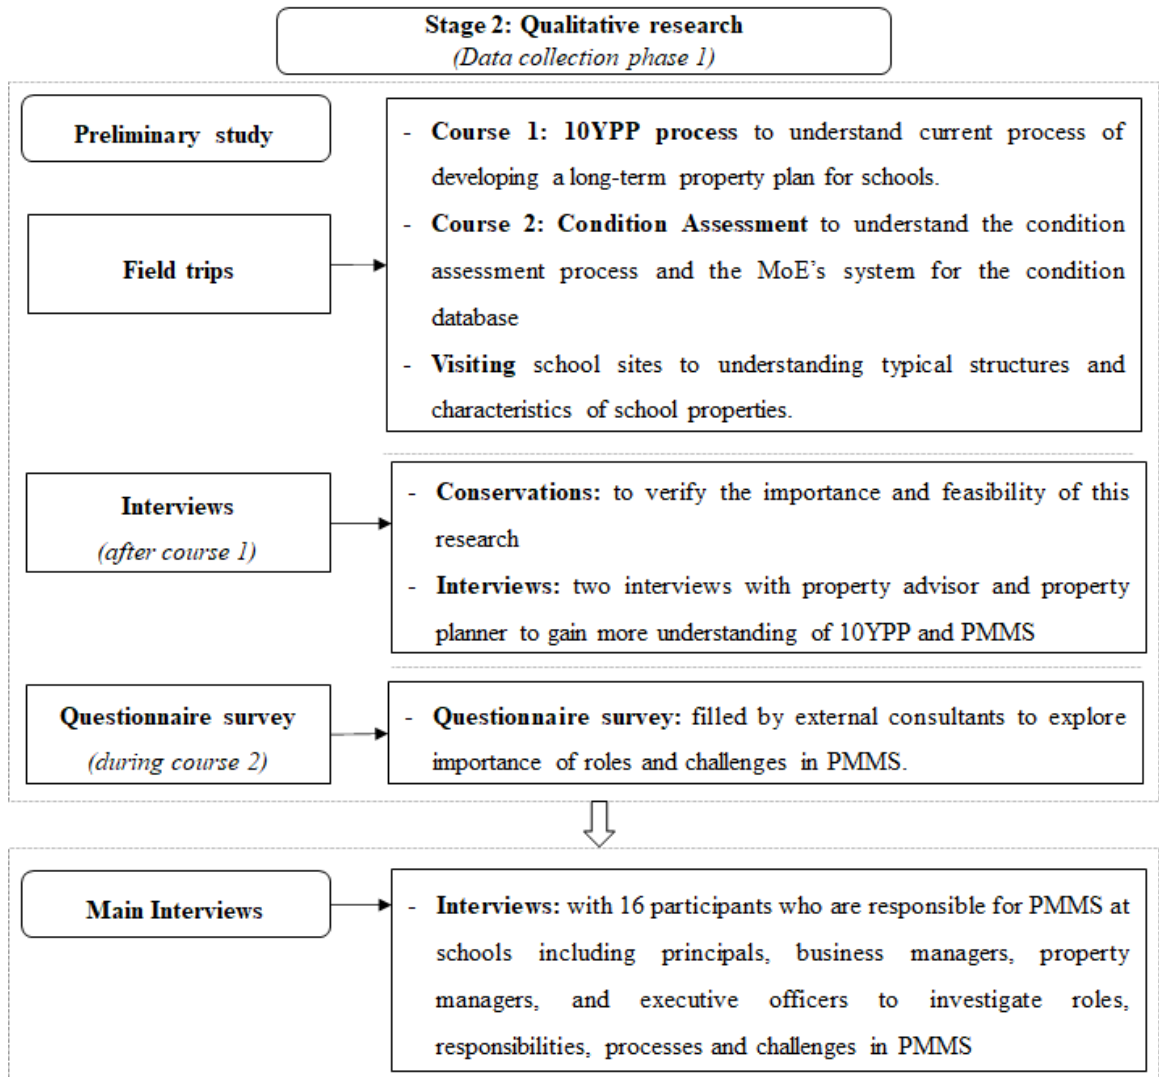 Stage 2: Qualitative research
(Data collection phase 1)
Preliminary study
Field trips
- Course 1: 10YPP process to understand current process of
developing a long-term property plan for schools.
- Course 2: Condition Assessment to understand the condition
assessment process and the MoE's system for the condition
database
- Visiting school sites to understanding typical structures and
characteristics of school properties.
Interviews
(after course 1)
- Conservations: to verify the importance and feasibility of this
research
- Interviews: two interviews with property advisor and property
planner to gain more understanding of 10YPP and PMMS
Questionnaire survey
(during course 2)
- Questionnaire survey: filled by external consultants to explore
importance of roles and challenges in PMMS.
Main Interviews
- Interviews: with 16 participants who are responsible for PMMS at
schools including principals, business managers, property
managers, and executive officers to investigate roles,
responsibilities, processes and challenges in PMMS